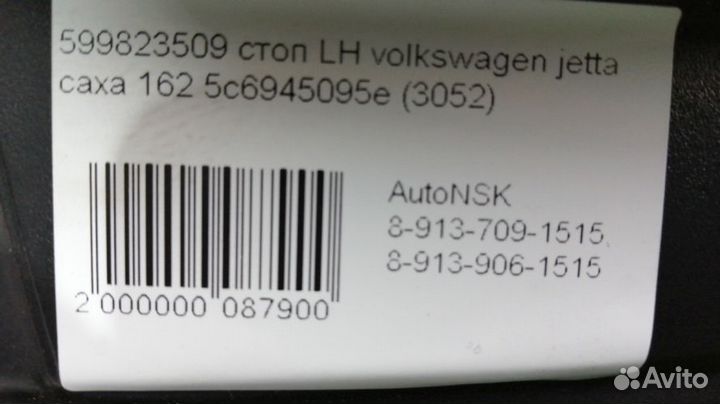 599823509 стоп LH volkswagen jetta
caxa 162 5c6945095e (3052)
AutoNSK
8-913-709-1515,
8-913-906-1515
2 000000 087900
Avito